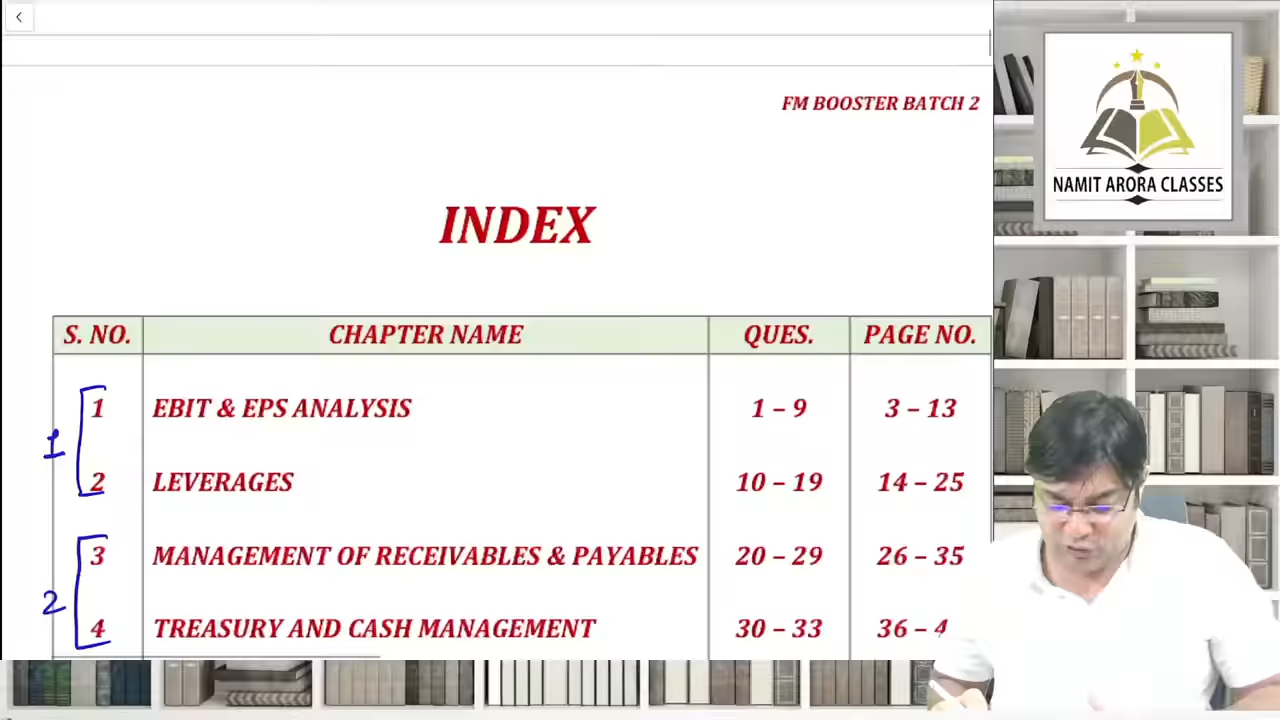 FM BOOSTER BATCH 2
NAMIT ARORA CLASSES
INDEX
S. NO. CHAPTER NAME QUES. PAGE NO.
1 1 EBIT & EPS ANALYSIS 1 – 9 3 – 13
2 LEVERAGES 10 – 19 14 – 25
3 MANAGEMENT OF RECEIVABLES & PAYABLES 20 – 29 26 – 35
2
4 TREASURY AND CASH MANAGEMENT 30 – 33 36 –